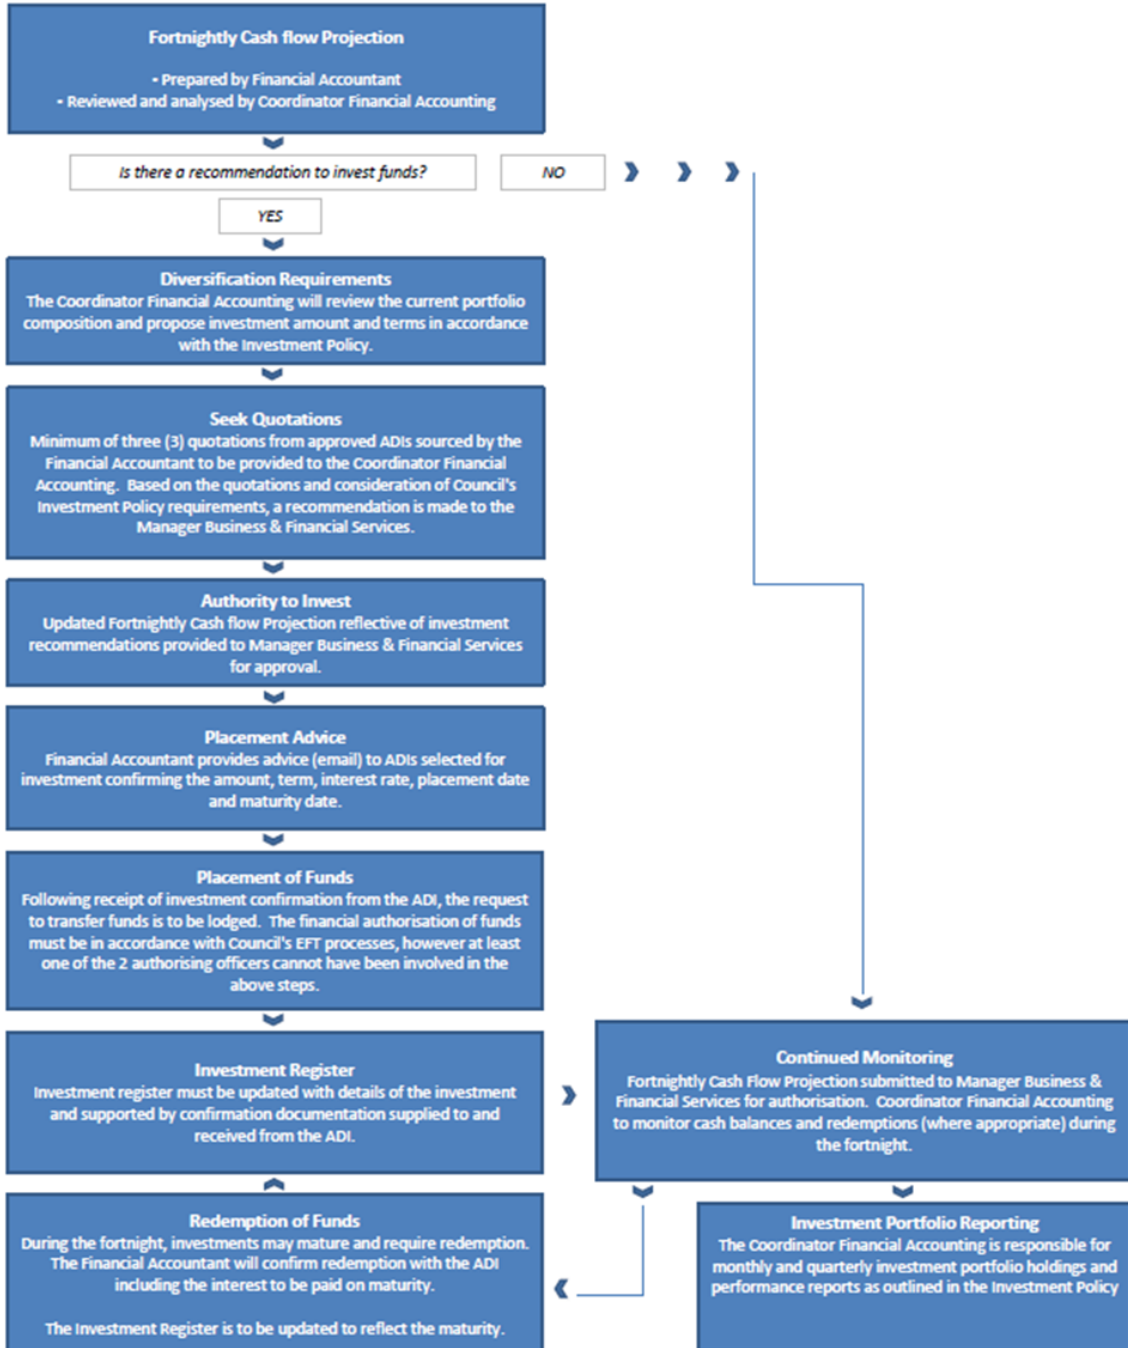 Fortnightly Cash flow Projection
- Prepared by Financial Accountant
- Reviewed and analysed by Coordinator Financial Accounting
Is there a recommendation to invest funds?
NO
YES
Diversification Requirements
The Coordinator Financial Accounting will review the current portfolio
composition and propose investment amount and terms in accordance
with the Investment Policy.
Seek Quotations
Minimum of three (3) quotations from approved ADIs sourced by the
Financial Accountant to be provided to the Coordinator Financial
Accounting.  Based on the quotations and consideration of Council's
Investment Policy requirements, a recommendation is made to the
Manager Business & Financial Services.
Authority to Invest
Updated Fortnightly Cash flow Projection reflective of investment
recommendations provided to Manager Business & Financial Services
for approval.
Placement Advice
Financial Accountant provides advice (email) to ADIs selected for
investment confirming the amount, term, interest rate, placement date
and maturity date.
Placement of Funds
Following receipt of investment confirmation from the ADI, the request
to transfer funds is to be lodged.  The financial authorisation of funds
must be in accordance with Council's EFT processes, however at least
one of the 2 authorising officers cannot have been involved in the
above steps.
Investment Register
Investment register must be updated with details of the investment
and supported by confirmation documentation supplied to and
received from the ADI.
Continued Monitoring
Fortnightly Cash Flow Projection submitted to Manager Business &
Financial Services for authorisation.  Coordinator Financial Accounting
to monitor cash balances and redemptions (where appropriate) during
the fortnight.
Redemption of Funds
During the fortnight, investments may mature and require redemption.
The Financial Accountant will confirm redemption with the ADI
including the interest to be paid on maturity.
The Investment Register is to be updated to reflect the maturity.
Investment Portfolio Reporting
The Coordinator Financial Accounting is responsible for
monthly and quarterly investment portfolio holdings and
performance reports as outlined in the Investment Policy